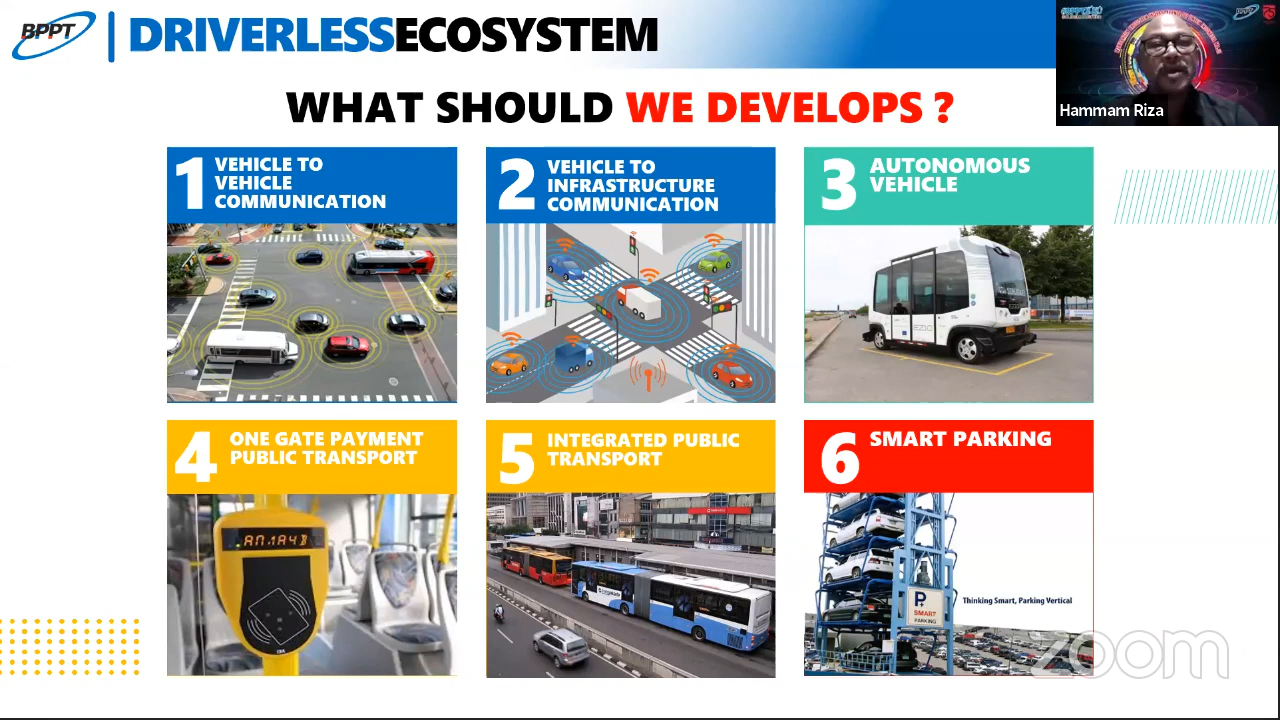 BPPT
DRIVERLESSECOSYSTEM
Hammam Riza
WHAT SHOULD WE DEVELOPS ?
1 VEHICLE TO
VEHICLE
COMMUNICATION
2 VEHICLE TO
INFRASTRUCTURE
COMMUNICATION
3 AUTONOMOUS
VEHICLE
4 ONE GATE PAYMENT
PUBLIC TRANSPORT
5 INTEGRATED PUBLIC
TRANSPORT
6 SMART PARKING
P
SMART
PARKING
Thinking Smart, Parking Vertical
zoom